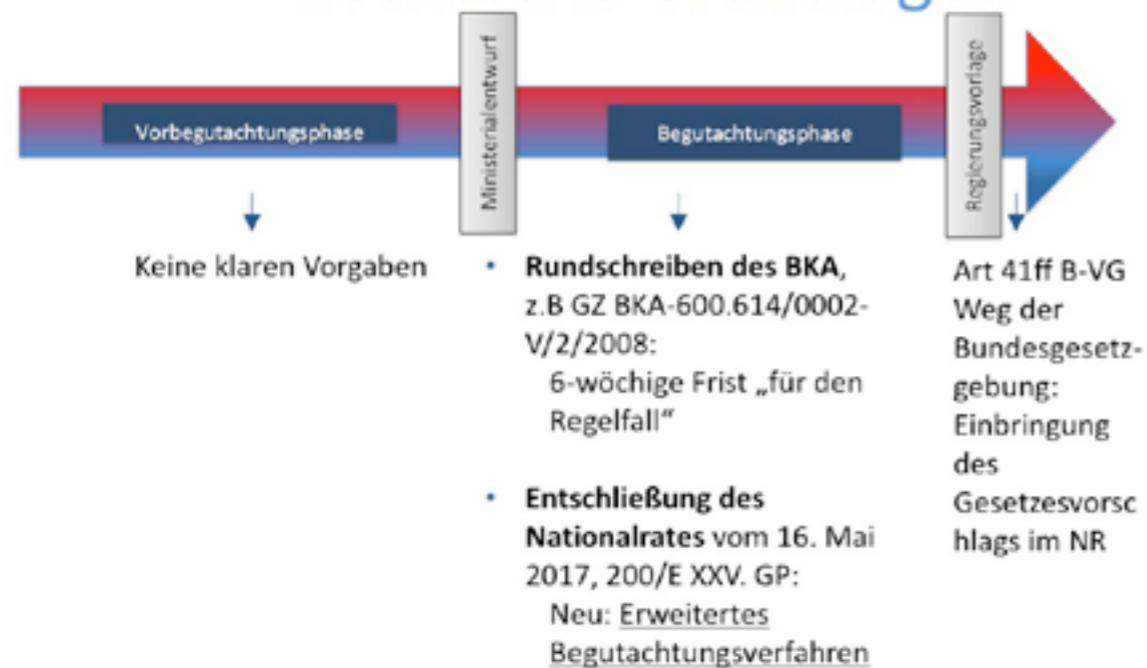 Vorbegutachtungsphase
Ministerialentwurf
Begutachtungsphase
Regierungsvorlage
Keine klaren Vorgaben
• Rundschreiben des BKA,
z.B GZ BKA-600.614/0002-
V/2/2008:
6-wöchige Frist „für den
Regelfall“
• Entschließung des
Nationalrates vom 16. Mai
2017, 200/E XXV. GP:
Neu: Erweitertes
Begutachtungsverfahren
Art 41ff B-VG
Weg der
Bundesgesetz-
gebung:
Einbringung
des
Gesetzesvorsc
hlags im NR